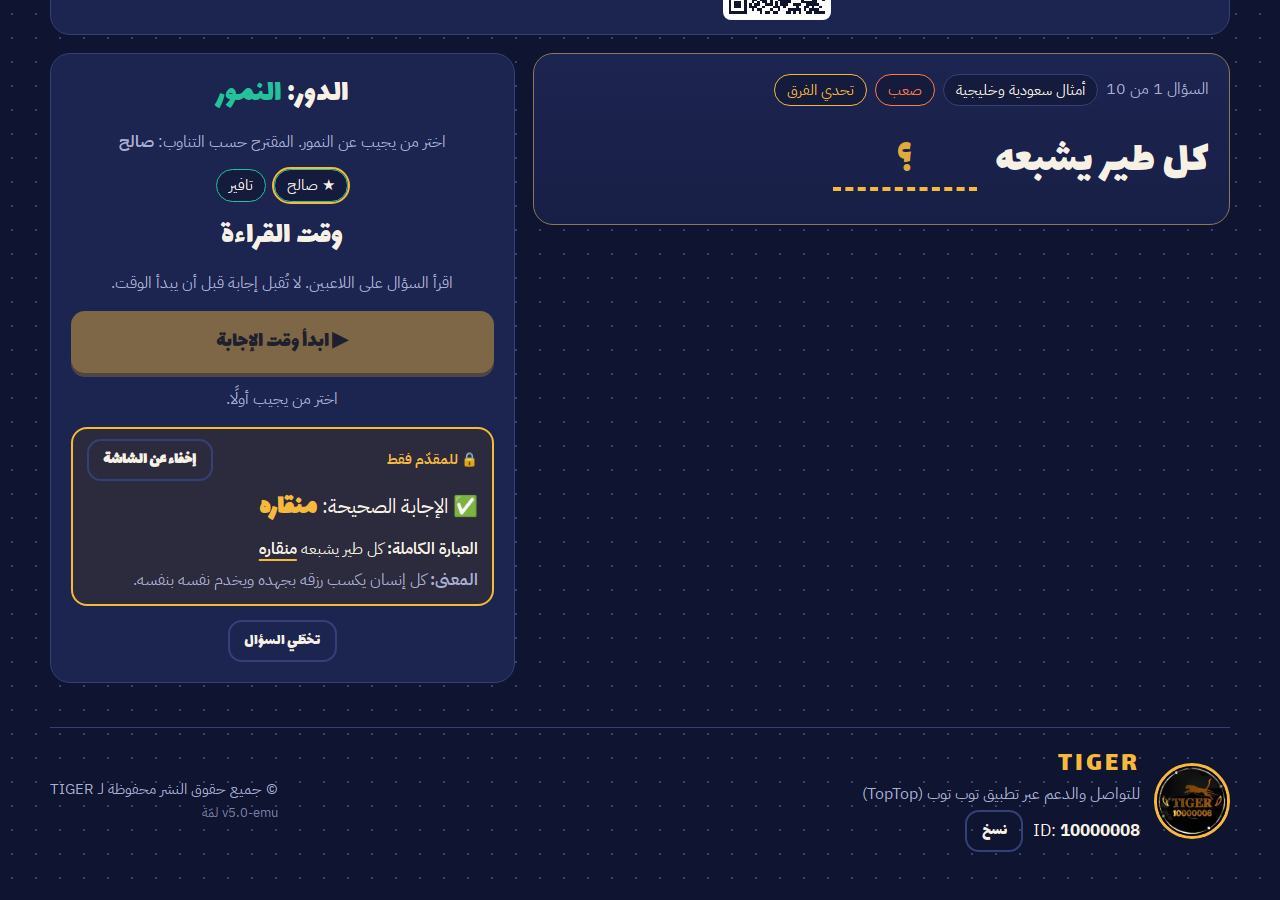 السؤال 1 من 10
أمثال سعودية وخليجية
صعب
تحدي الفرق
كل طير يشبهه ؟
الدور: النمور
اختر من يجيب عن النمور. المقترح حسب التناوب: صالح
★ صالح
تافير
وقت القراءة
اقرأ السؤال على اللاعبين. لا تُقبل إجابة قبل أن يبدأ الوقت.
▶ ابدأ وقت الإجابة
اختر من يجيب أولًا.
🔒 للمقدّم فقط
إخفاء عن الشاشة
✅ الإجابة الصحيحة: منقاره
العبارة الكاملة: كل طير يشبعه منقاره
المعنى: كل إنسان يكسب رزقه بجهده ويخدم نفسه بنفسه.
تخطّي السؤال
TIGER
10000008
TIGER
للتواصل والدعم عبر تطبيق توب توب (TopTop)
ID: 10000008
نسخ
© جميع حقوق النشر محفوظة لـ TIGER
لمّة v5.0-emu